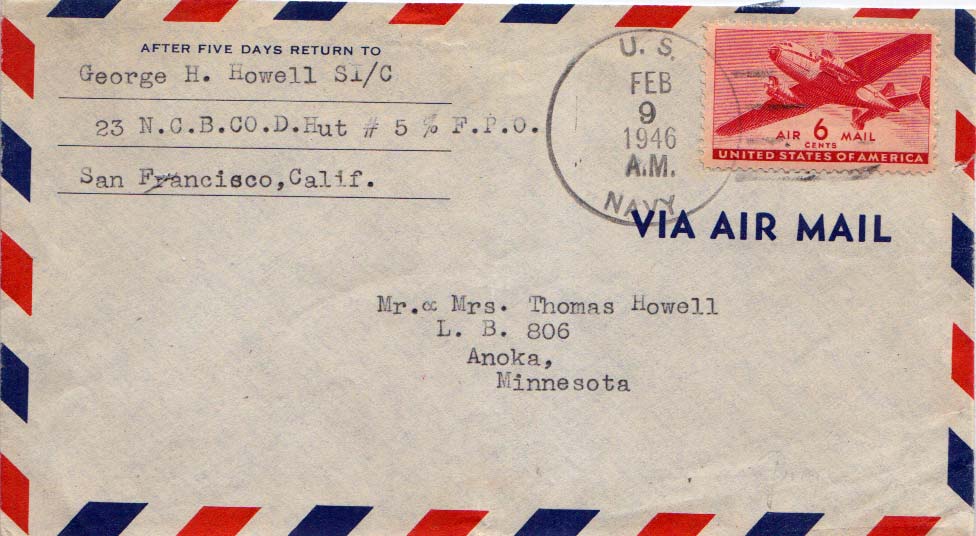 AFTER FIVE DAYS RETURN TO
George H. Howell SI/C
23 N.C.B.CO.D.Hut # 5 % F.P.O.
San Francisco,Calif.
U. S.
FEB
9
1946
A.M.
NAVY
AIR 6 MAIL
CENTS
UNITED STATES OF AMERICA
VIA AIR MAIL
Mr.& Mrs. Thomas Howell
L. B. 806
Anoka,
Minnesota